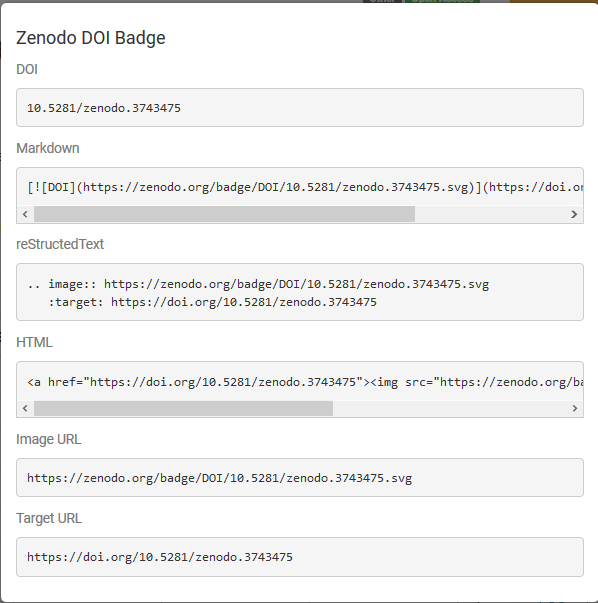 Zenodo DOI Badge
DOI
10.5281/zenodo.3743475
Markdown
[![DOI](https://zenodo.org/badge/DOI/10.5281/zenodo.3743475.svg)](https://doi.or
reStructedText
.. image:: https://zenodo.org/badge/DOI/10.5281/zenodo.3743475.svg
:target: https://doi.org/10.5281/zenodo.3743475
HTML
<a href="https://doi.org/10.5281/zenodo.3743475"><img src="https://zenodo.org/ba
Image URL
https://zenodo.org/badge/DOI/10.5281/zenodo.3743475.svg
Target URL
https://doi.org/10.5281/zenodo.3743475